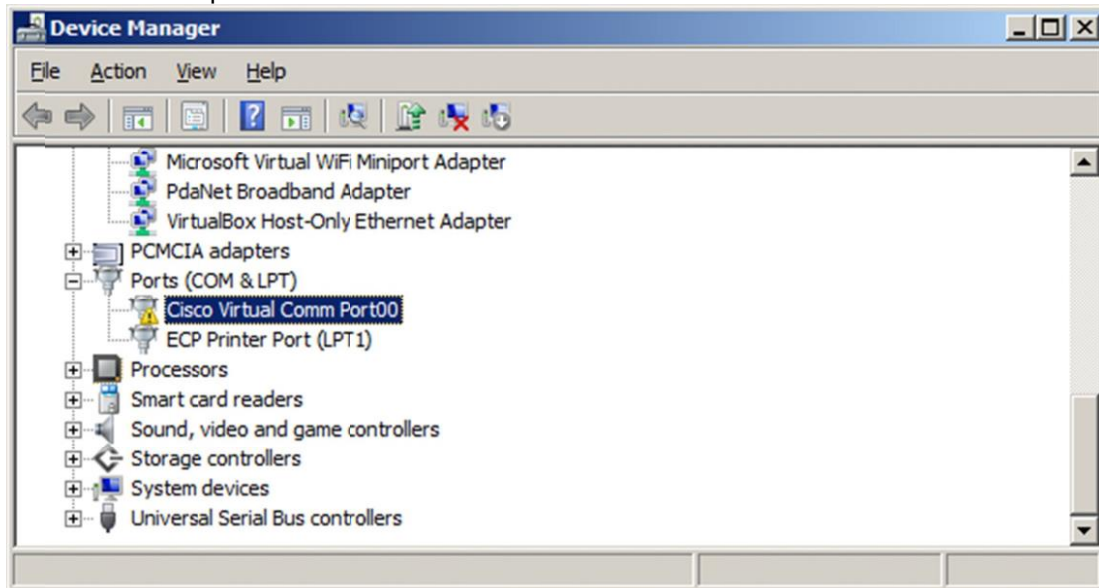 Device Manager
File Action View Help
Microsoft Virtual WiFi Miniport Adapter
PdaNet Broadband Adapter
VirtualBox Host-Only Ethernet Adapter
PCMCIA adapters
Ports (COM & LPT)
Cisco Virtual Comm Port00
ECP Printer Port (LPT1)
Processors
Smart card readers
Sound, video and game controllers
Storage controllers
System devices
Universal Serial Bus controllers